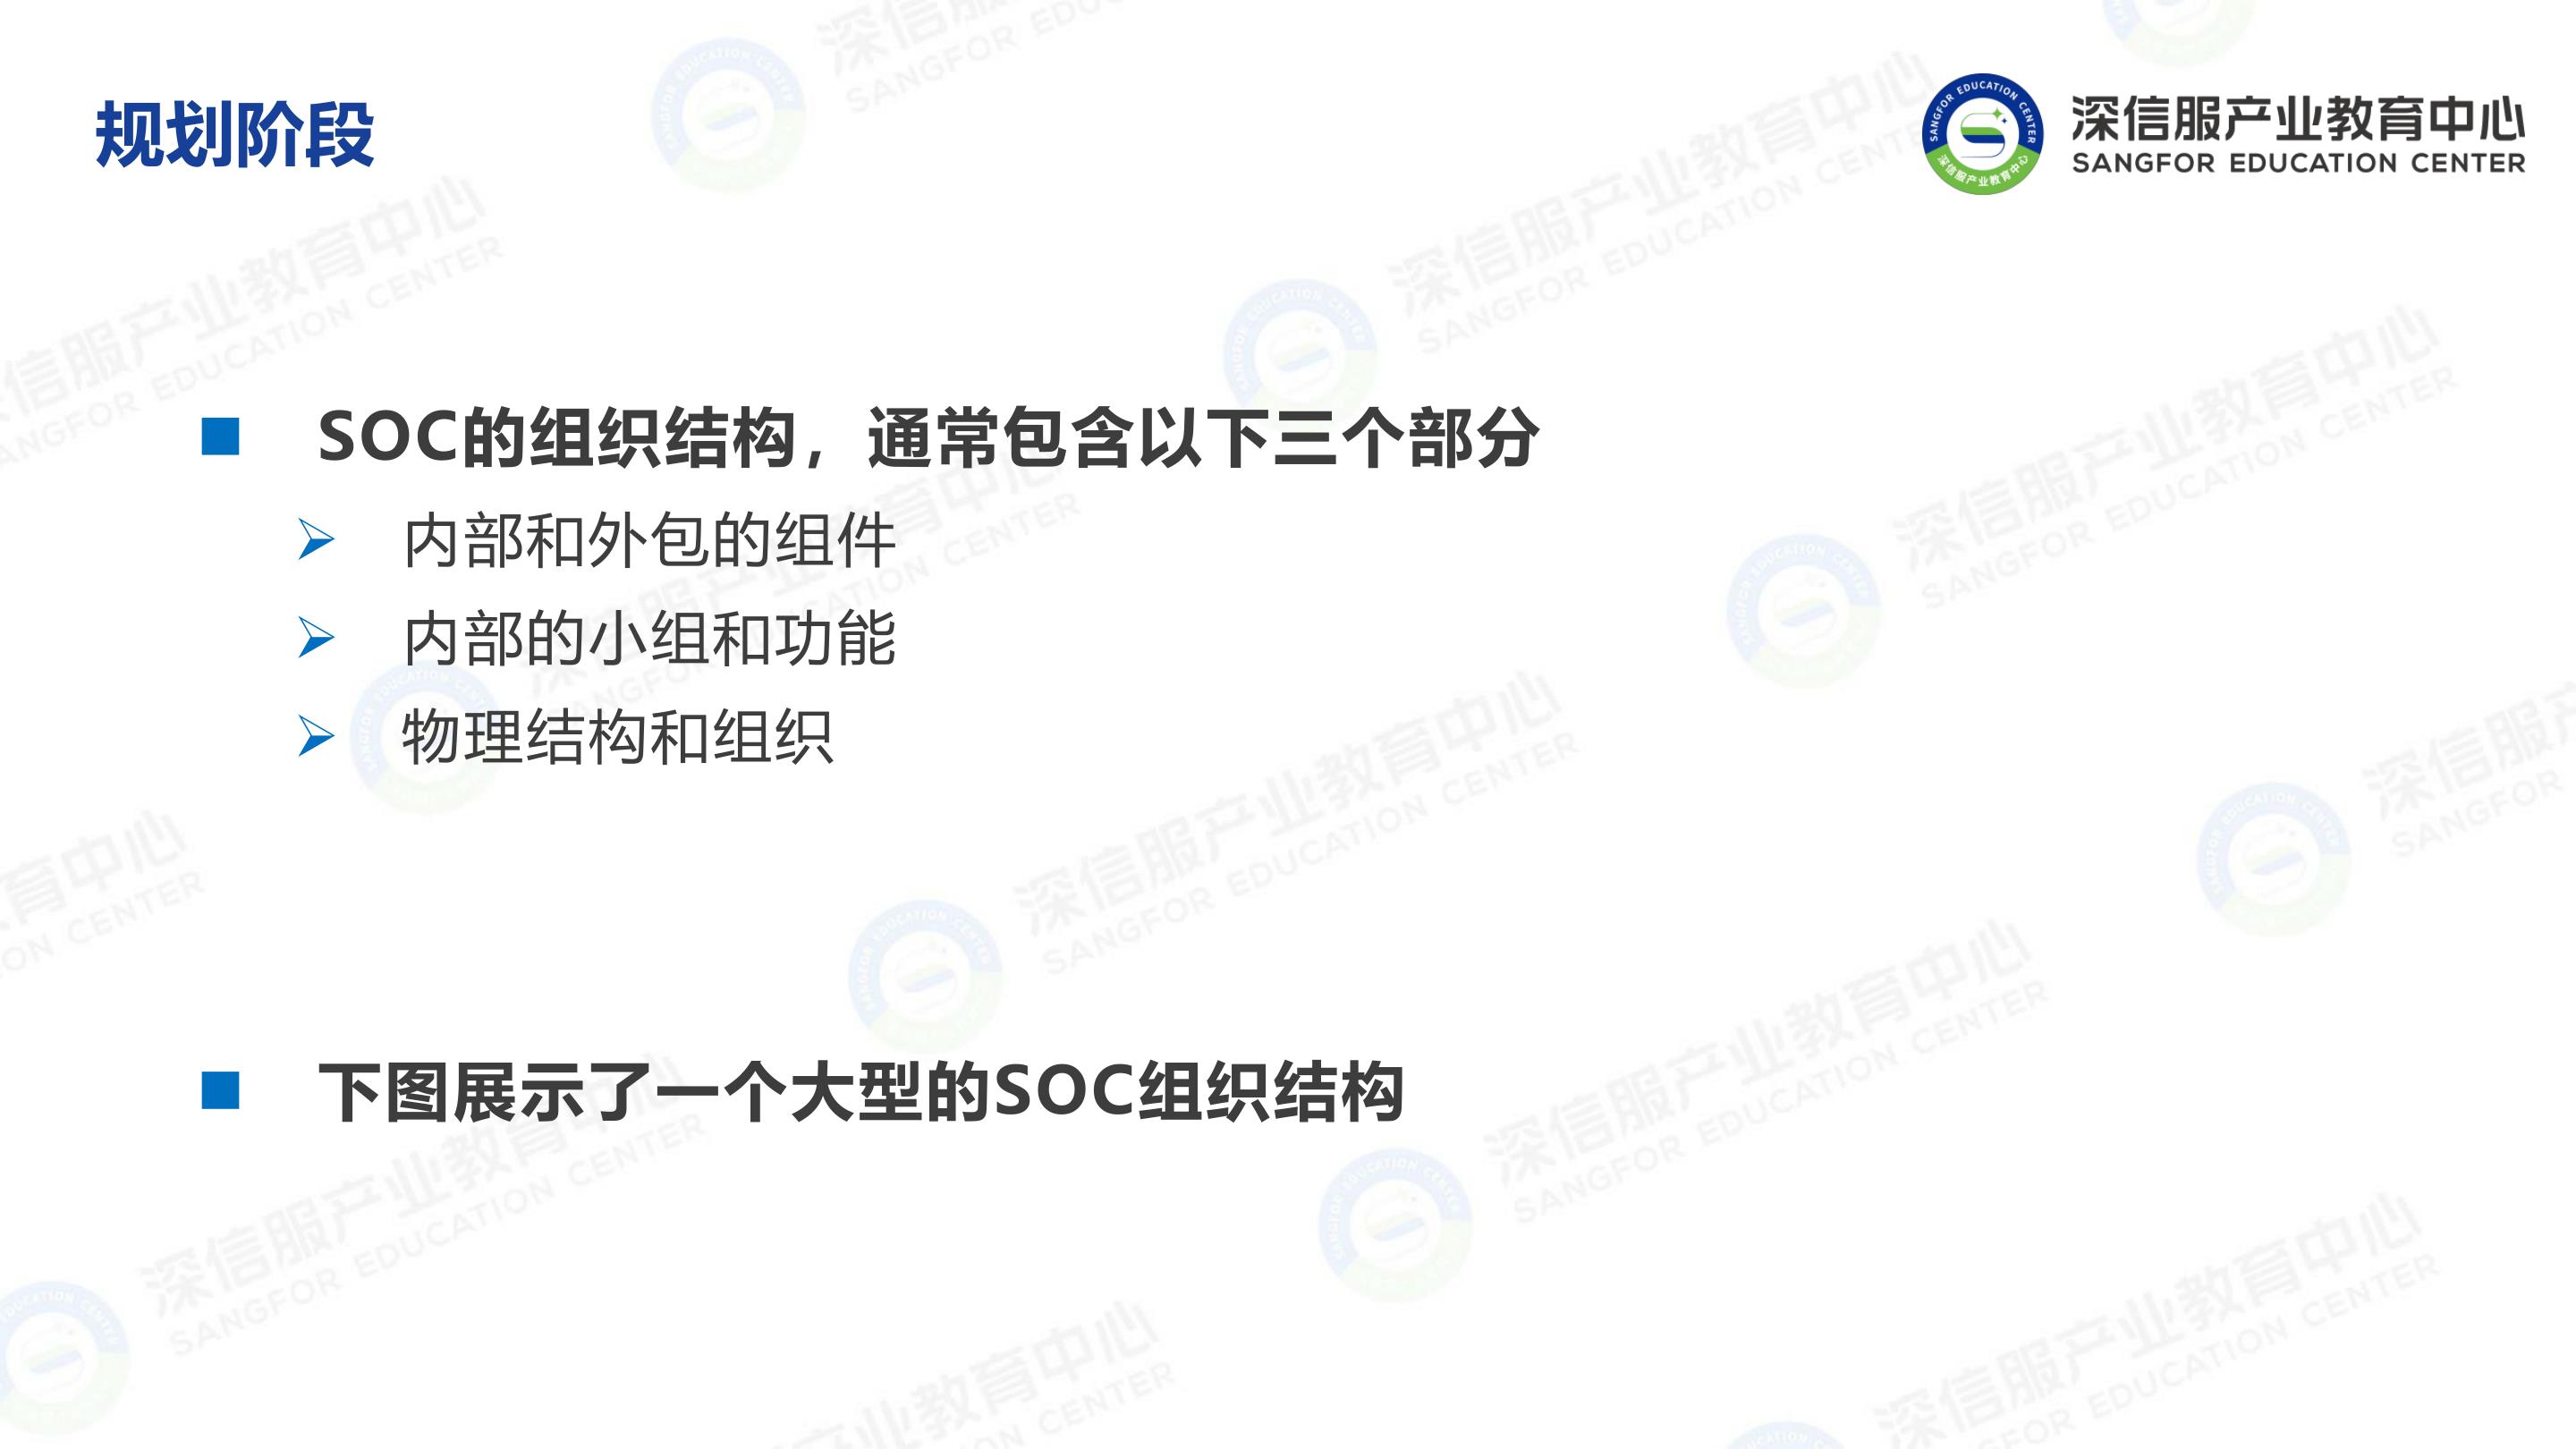 规划阶段
深信服产业教育中心
SANGFOR EDUCATION CENTER
SOC的组织结构，通常包含以下三个部分
内部和外包的组件
内部的小组和功能
物理结构和组织
下图展示了一个大型的SOC组织结构